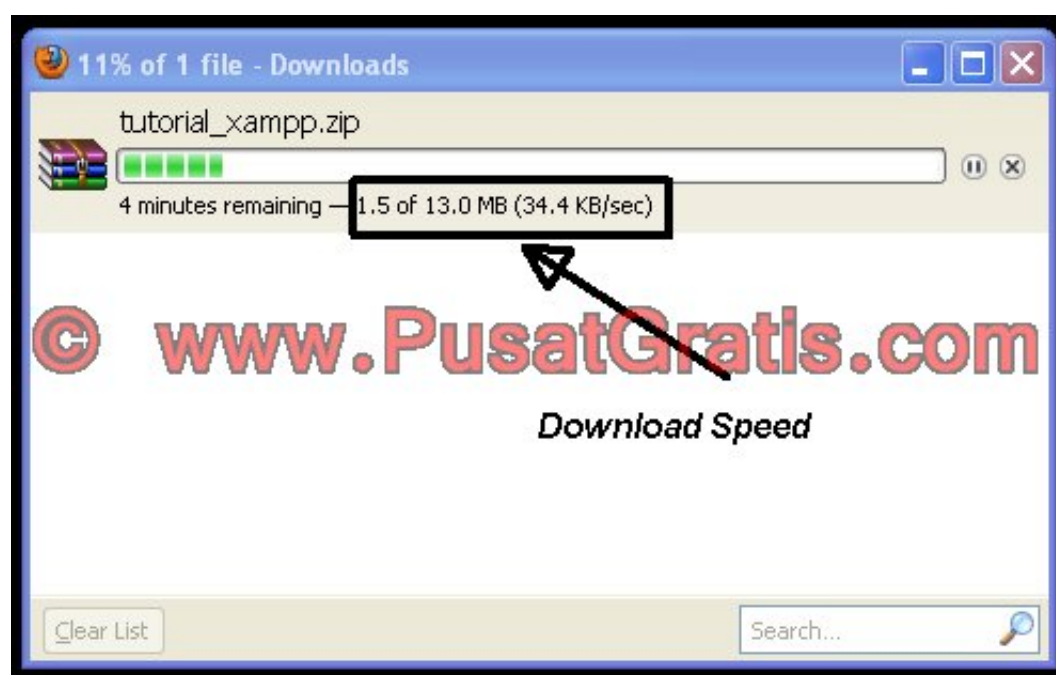 11% of 1 file - Downloads
tutorial_xampp.zip
4 minutes remaining — 1.5 of 13.0 MB (34.4 KB/sec)
© www.PusatGratis.com
Download Speed
Clear List
Search...